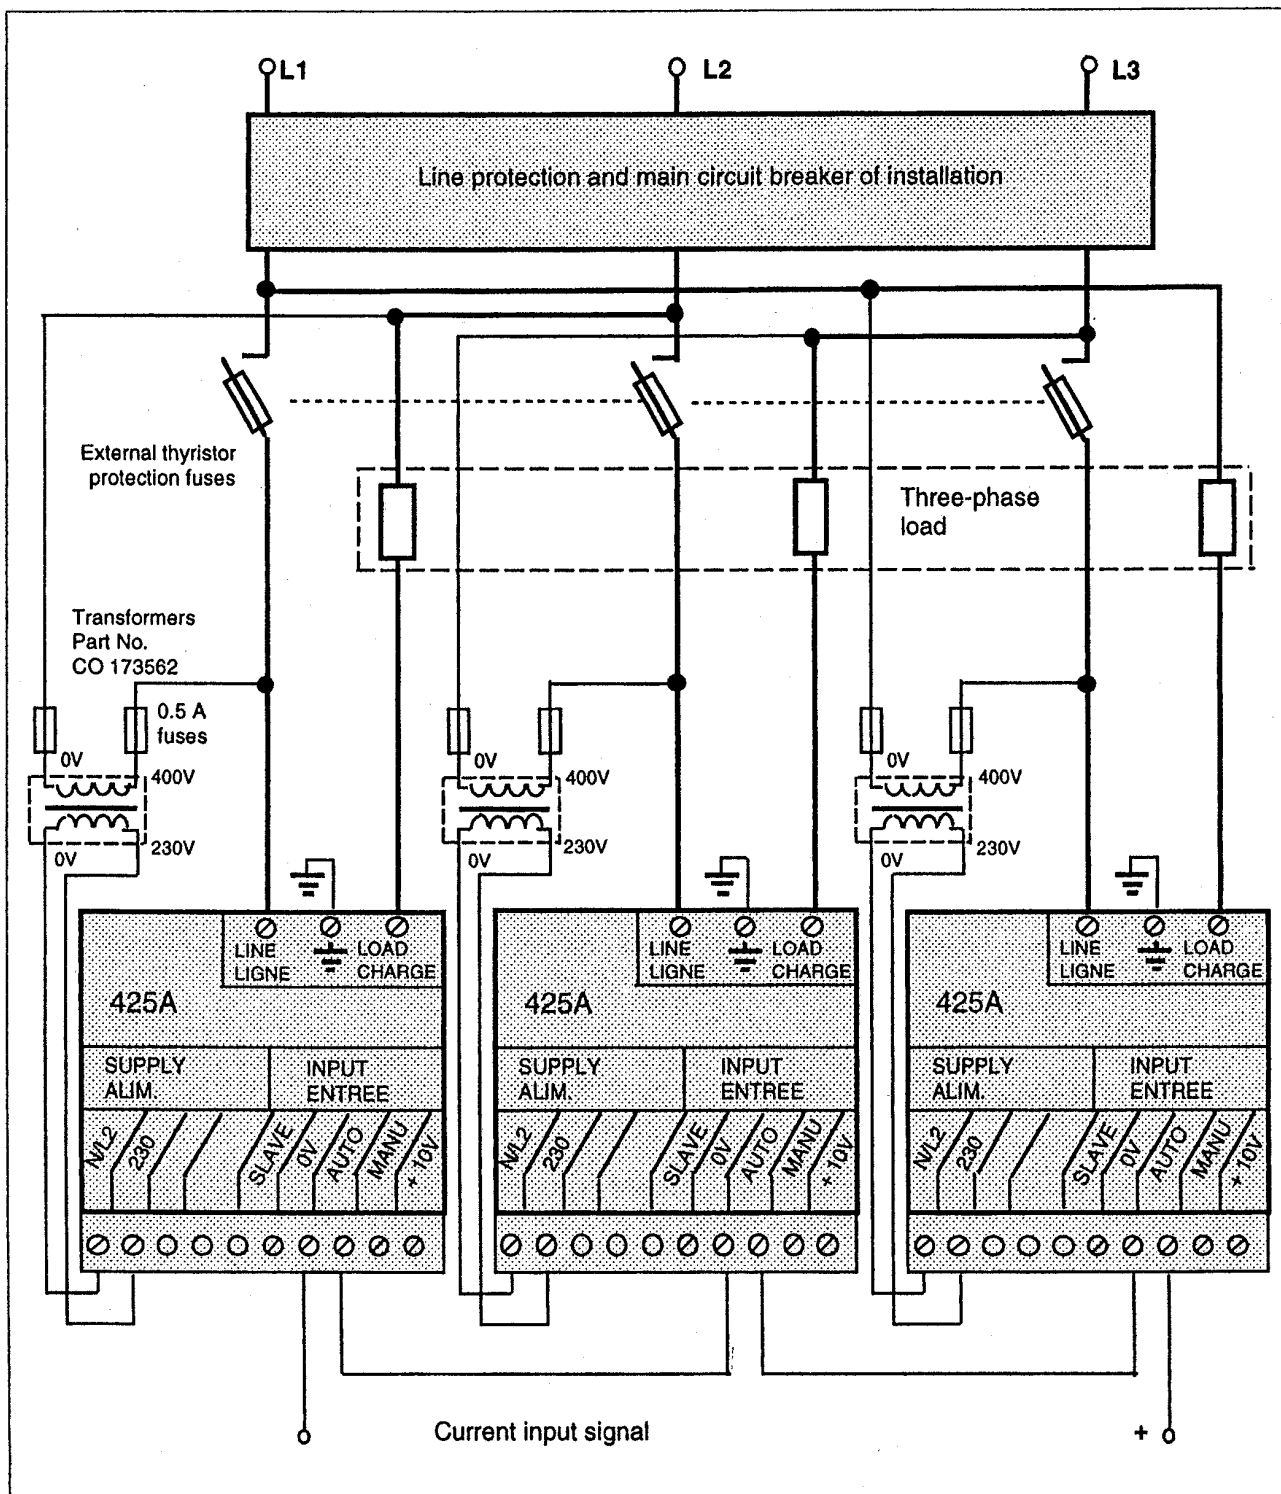 L1
L2
L3
Line protection and main circuit breaker of installation
External thyristor
protection fuses
Three-phase
load
Transformers
Part No.
CO 173562
0.5 A
fuses
0V
400V
0V
230V
0V
400V
0V
230V
0V
400V
0V
230V
LINE
LIGNE
LOAD
CHARGE
425A
SUPPLY
ALIM.
INPUT
ENTREE
N/L2
230
SLAVE
0V
AUTO
MANU
+10V
LINE
LIGNE
LOAD
CHARGE
425A
SUPPLY
ALIM.
INPUT
ENTREE
N/L2
230
SLAVE
0V
AUTO
MANU
+10V
LINE
LIGNE
LOAD
CHARGE
425A
SUPPLY
ALIM.
INPUT
ENTREE
N/L2
230
SLAVE
0V
AUTO
MANU
+10V
Current input signal
+